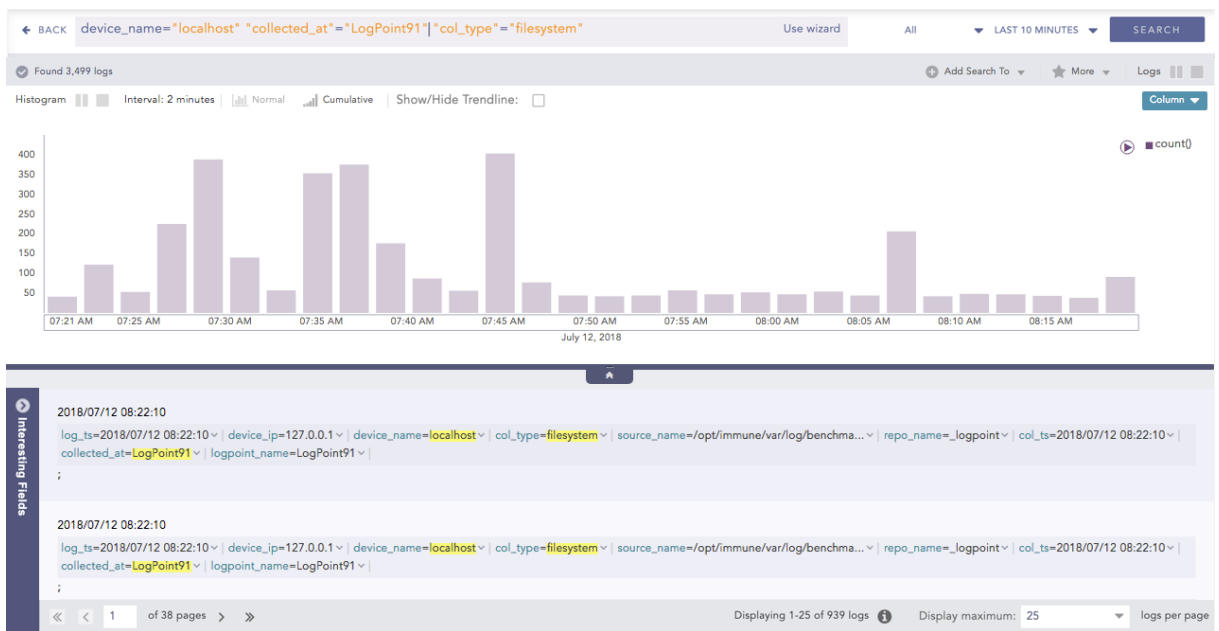 BACK device_name="localhost" "collected_at"="LogPoint91"|"col_type"="filesystem" Use wizard All LAST 10 MINUTES SEARCH
Found 3,499 logs Add Search To More Logs
Histogram Interval: 2 minutes Normal Cumulative Show/Hide Trendline: Column
count()
400
350
300
250
200
150
100
50
07:21 AM 07:25 AM 07:30 AM 07:35 AM 07:40 AM 07:45 AM 07:50 AM 07:55 AM 08:00 AM 08:05 AM 08:10 AM 08:15 AM
July 12, 2018
Interesting Fields
2018/07/12 08:22:10
log_ts=2018/07/12 08:22:10 | device_ip=127.0.0.1 | device_name=localhost | col_type=filesystem | source_name=/opt/immune/var/log/benchma... | repo_name=_logpoint | col_ts=2018/07/12 08:22:10 |
collected_at=LogPoint91 | logpoint_name=LogPoint91 |
;
2018/07/12 08:22:10
log_ts=2018/07/12 08:22:10 | device_ip=127.0.0.1 | device_name=localhost | col_type=filesystem | source_name=/opt/immune/var/log/benchma... | repo_name=_logpoint | col_ts=2018/07/12 08:22:10 |
collected_at=LogPoint91 | logpoint_name=LogPoint91 |
;
1 of 38 pages Displaying 1-25 of 939 logs Display maximum: 25 logs per page